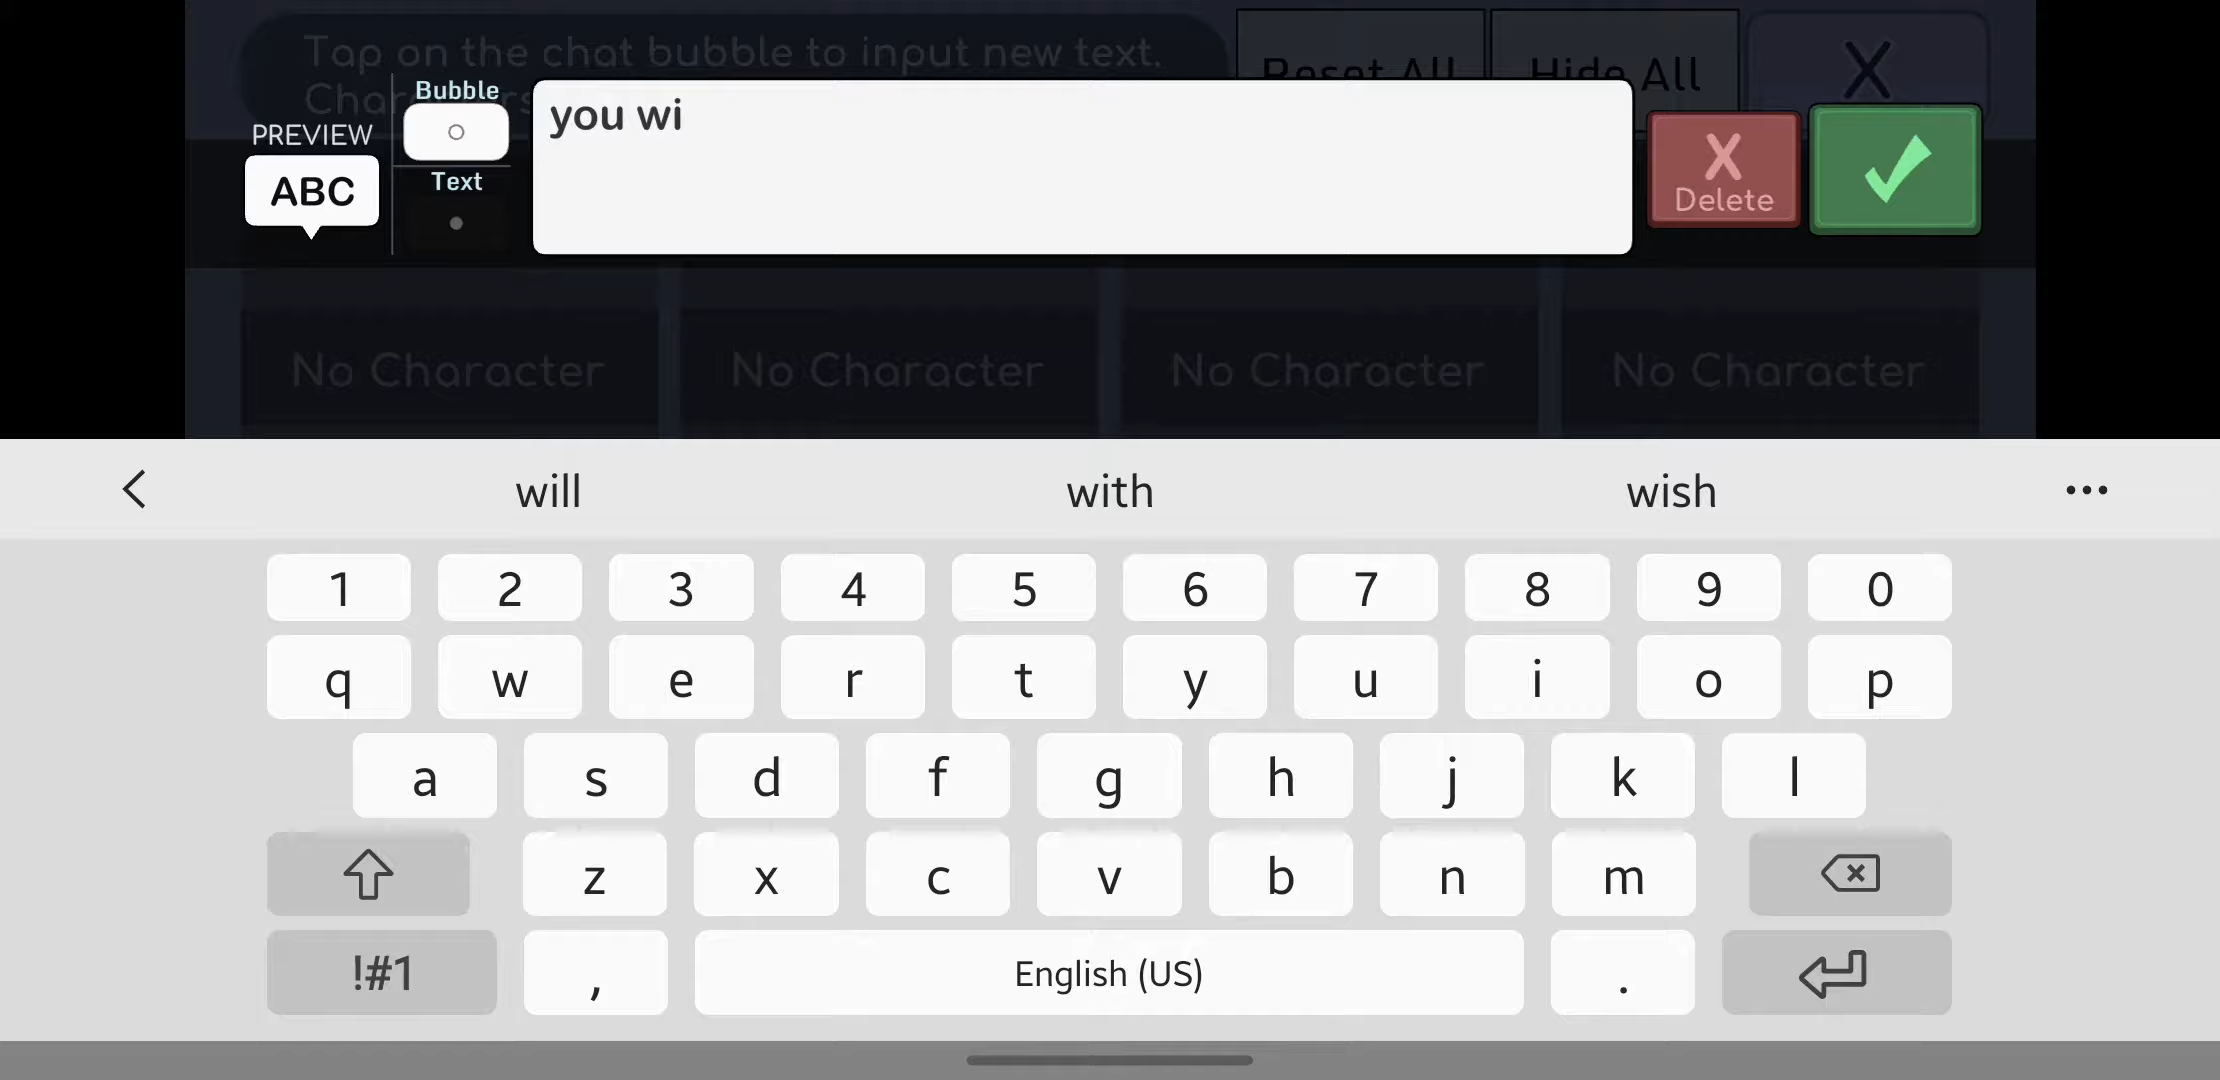 Tap on the chat bubble to input new text.
Reset All
Hide All
X
Bubble
PREVIEW
ABC
Text
you wi
X
Delete
No Character
No Character
No Character
No Character
will
with
wish
1 2 3 4 5 6 7 8 9 0
q w e r t y u i o p
a s d f g h j k l
z x c v b n m
!#1 , English (US) .